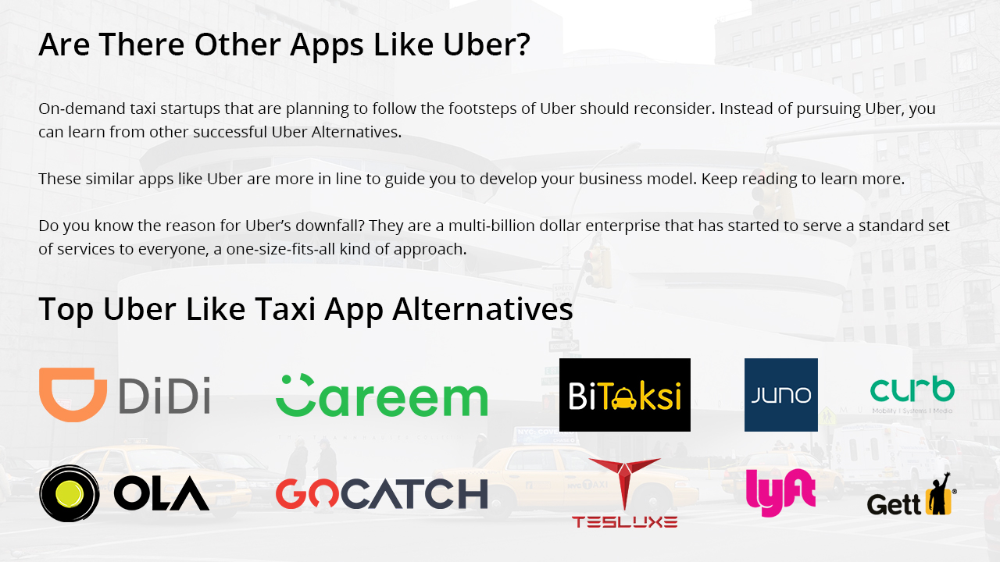 Are There Other Apps Like Uber?
On-demand taxi startups that are planning to follow the footsteps of Uber should reconsider. Instead of pursuing Uber, you
can learn from other successful Uber Alternatives.
These similar apps like Uber are more in line to guide you to develop your business model. Keep reading to learn more.
Do you know the reason for Uber’s downfall? They are a multi-billion dollar enterprise that has started to serve a standard set
of services to everyone, a one-size-fits-all kind of approach.
Top Uber Like Taxi App Alternatives
DiDi
Careem
BiTaksi
JUNO
curb
Mobility | Systems | Media
OLA
GOCATCH
TESLUXE
lyft
Gett®